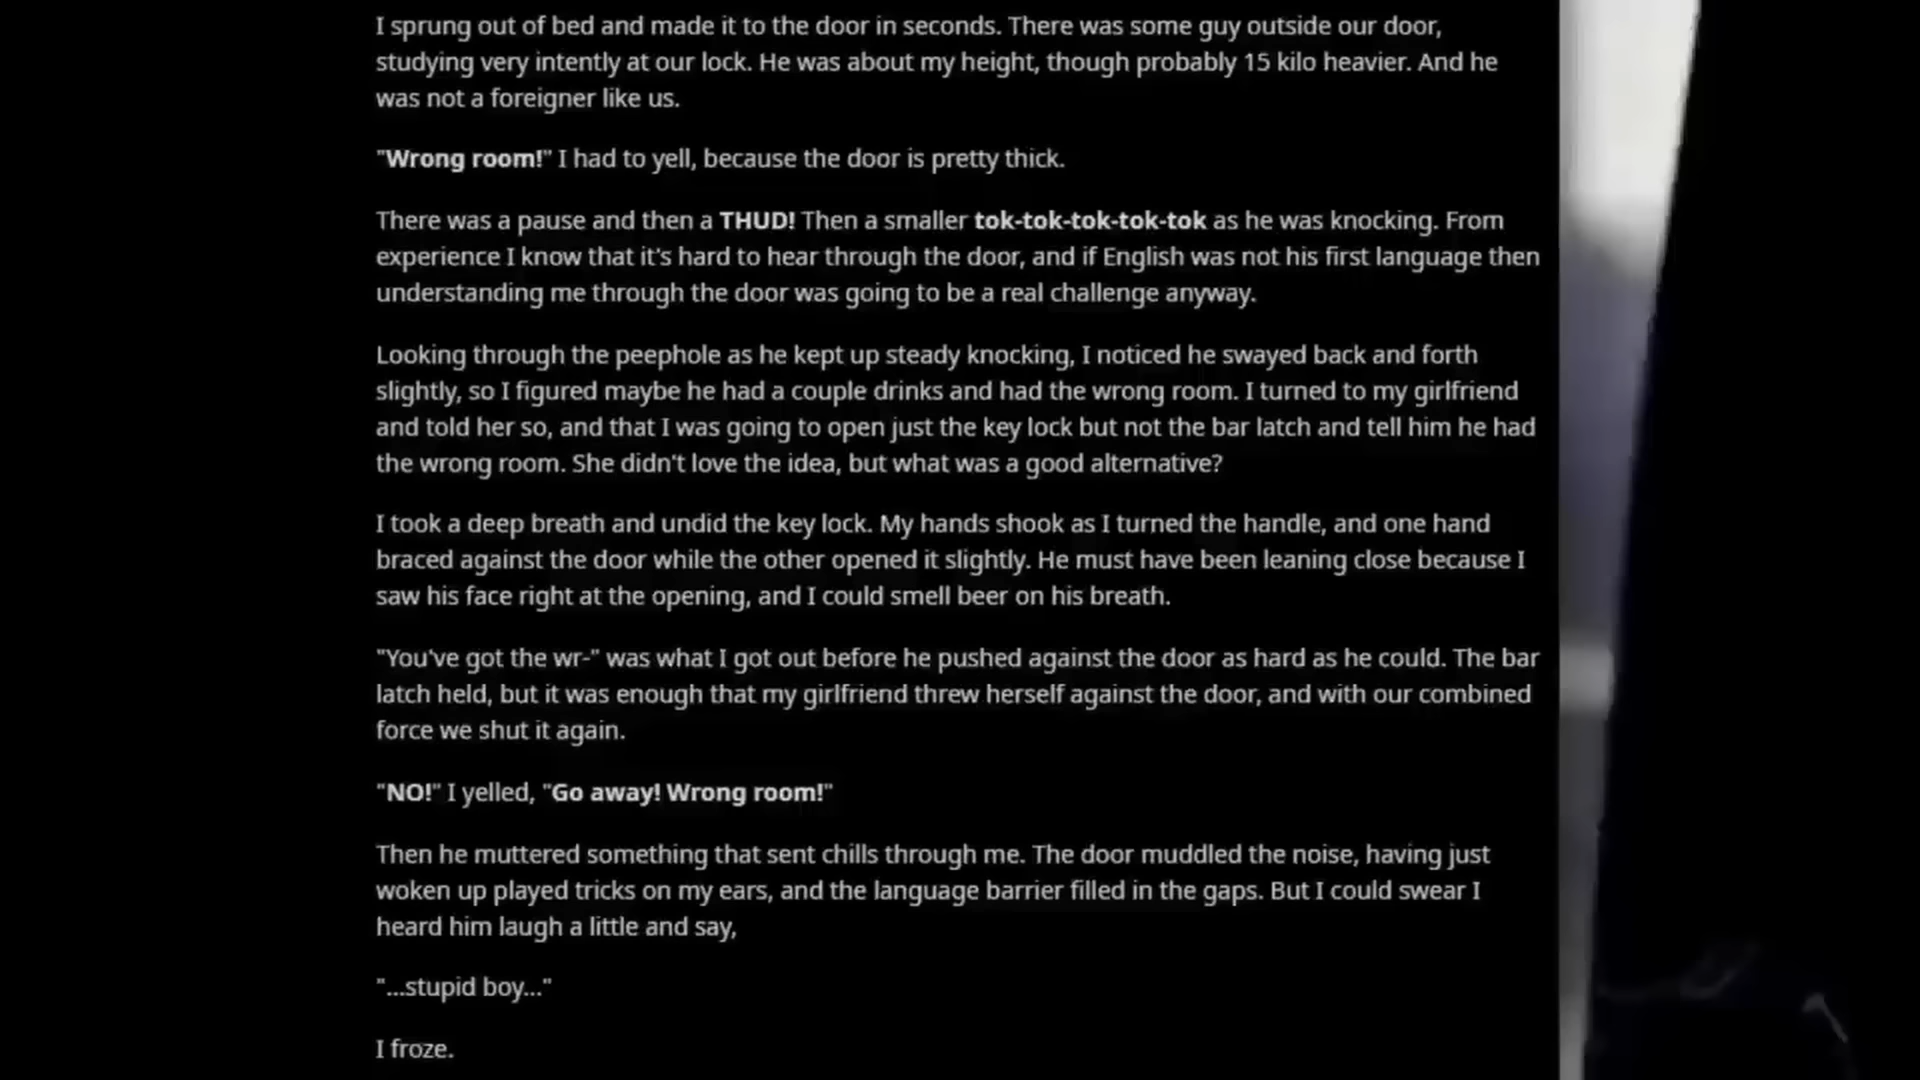 I sprung out of bed and made it to the door in seconds. There was some guy outside our door,
studying very intently at our lock. He was about my height, though probably 15 kilo heavier. And he
was not a foreigner like us.
"Wrong room!" I had to yell, because the door is pretty thick.
There was a pause and then a THUD! Then a smaller tok-tok-tok-tok-tok as he was knocking. From
experience I know that it's hard to hear through the door, and if English was not his first language then
understanding me through the door was going to be a real challenge anyway.
Looking through the peephole as he kept up steady knocking, I noticed he swayed back and forth
slightly, so I figured maybe he had a couple drinks and had the wrong room. I turned to my girlfriend
and told her so, and that I was going to open just the key lock but not the bar latch and tell him he had
the wrong room. She didn't love the idea, but what was a good alternative?
I took a deep breath and undid the key lock. My hands shook as I turned the handle, and one hand
braced against the door while the other opened it slightly. He must have been leaning close because I
saw his face right at the opening, and I could smell beer on his breath.
"You've got the wr-" was what I got out before he pushed against the door as hard as he could. The bar
latch held, but it was enough that my girlfriend threw herself against the door, and with our combined
force we shut it again.
"NO!" I yelled, "Go away! Wrong room!"
Then he muttered something that sent chills through me. The door muddled the noise, having just
woken up played tricks on my ears, and the language barrier filled in the gaps. But I could swear I
heard him laugh a little and say,
"...stupid boy..."
I froze.